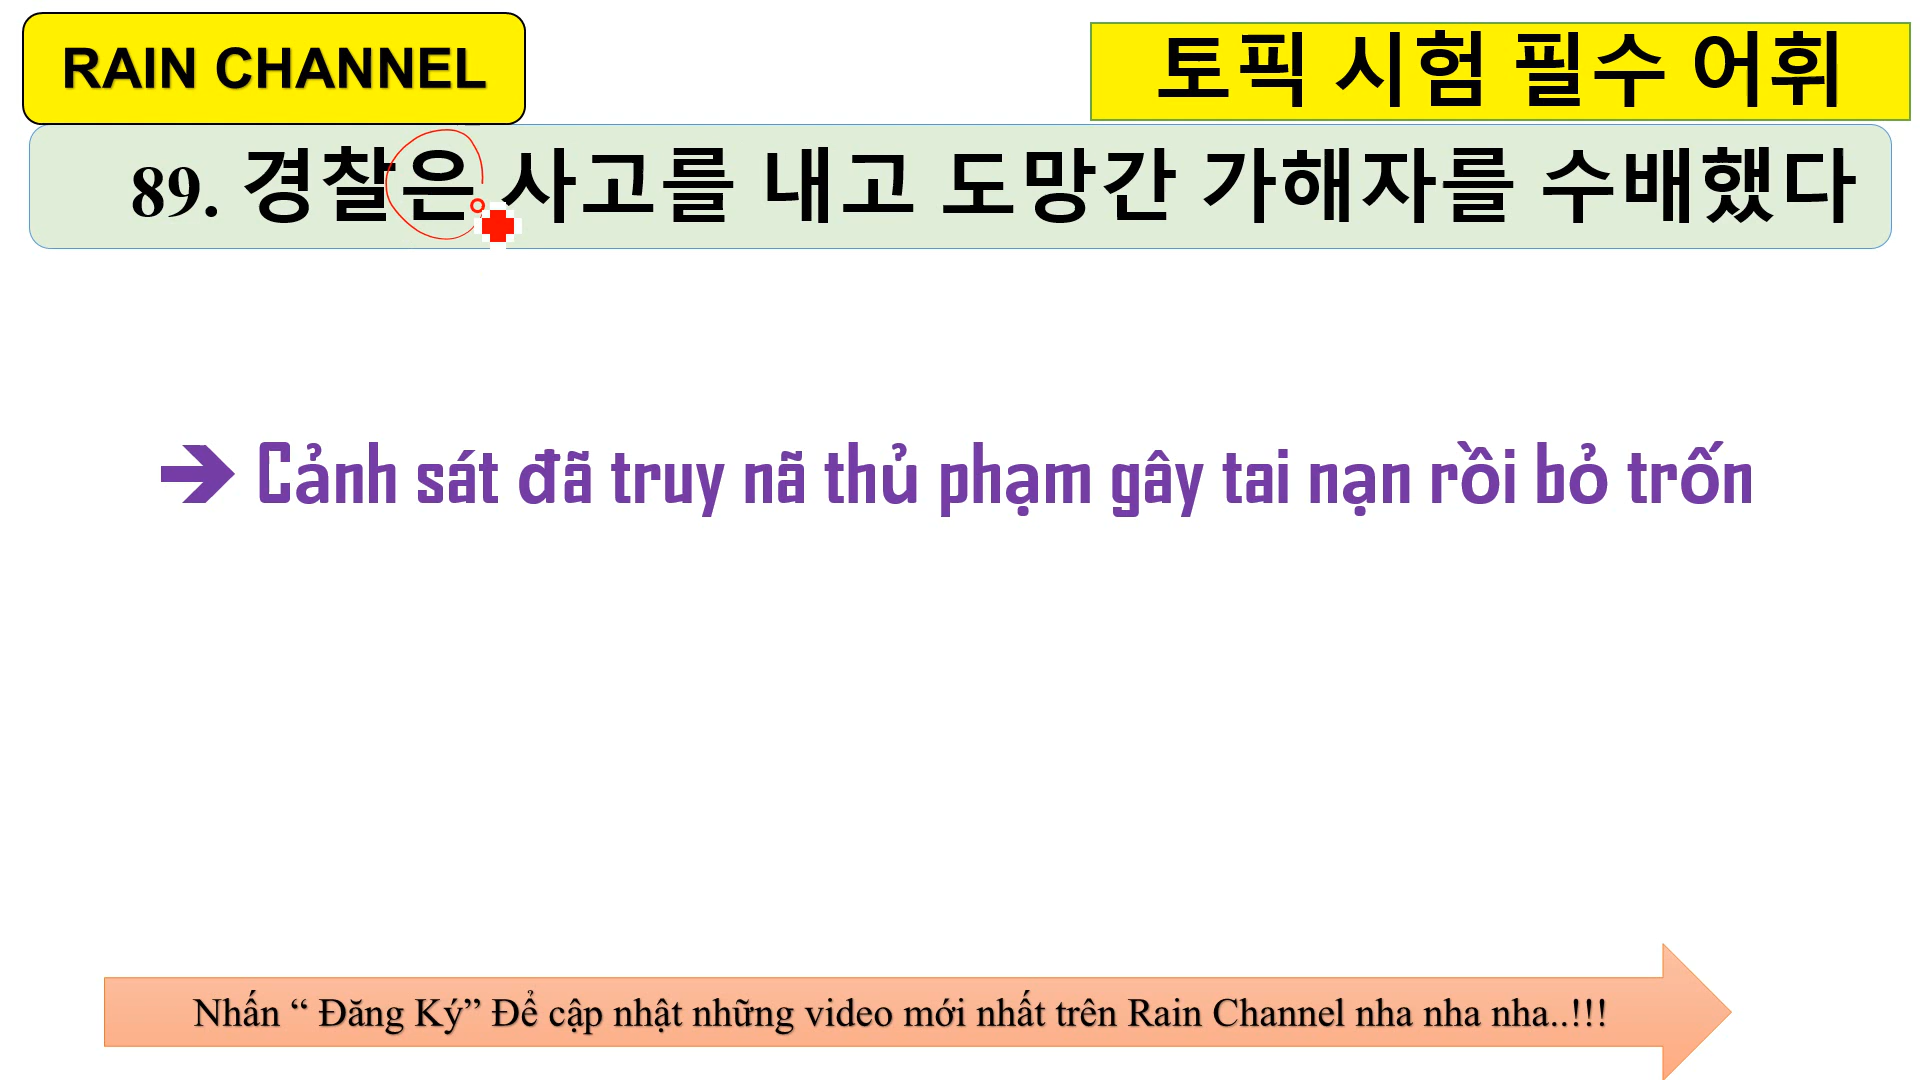 RAIN CHANNEL
토픽 시험 필수 어휘
89. 경찰은 사고를 내고 도망간 가해자를 수배했다
➔ Cảnh sát đã truy nã thủ phạm gây tai nạn rồi bỏ trốn
Nhấn “ Đăng Ký” Để cập nhật những video mới nhất trên Rain Channel nha nha nha..!!!